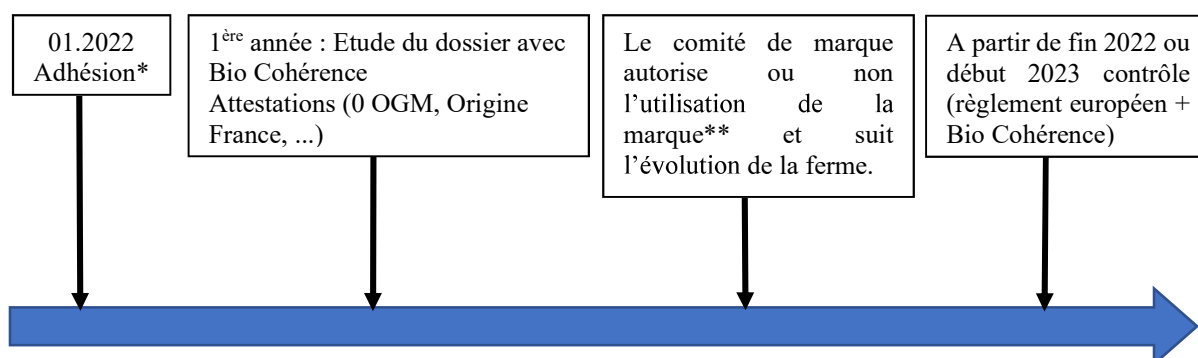 01.2022
Adhésion*
1ère année : Etude du dossier avec
Bio Cohérence
Attestations (0 OGM, Origine
France, ...)
Le comité de marque
autorise ou non
l’utilisation de la
marque** et suit
l’évolution de la ferme.
A partir de fin 2022 ou
début 2023 contrôle
(règlement européen +
Bio Cohérence)